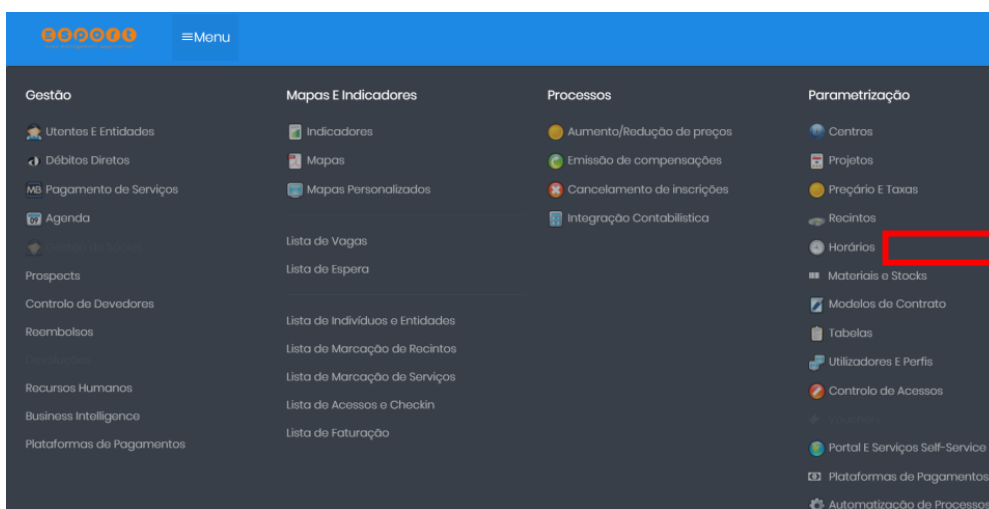 esport
≡Menu
Gestão
Utentes E Entidades
Débitos Diretos
MB Pagamento de Serviços
Agenda
Prospects
Controlo de Devedores
Reembolsos
Recursos Humanos
Business Intelligence
Plataformas de Pagamentos
Mapas E Indicadores
Indicadores
Mapas
Mapas Personalizados
Lista de Vagas
Lista de Espera
Lista de Indivíduos e Entidades
Lista de Marcação de Recintos
Lista de Marcação de Serviços
Lista de Acessos e Checkin
Lista de Faturação
Processos
Aumento/Redução de preços
Emissão de compensações
Cancelamento de inscrições
Integração Contabilistica
Parametrização
Centros
Projetos
Preçário E Taxas
Recintos
Horários
Materiais e Stocks
Modelos de Contrato
Tabelas
Utilizadores E Perfis
Controlo de Acessos
Vouchers
Portal E Serviços Self-Service
Plataformas de Pagamentos
Automatização de Processos